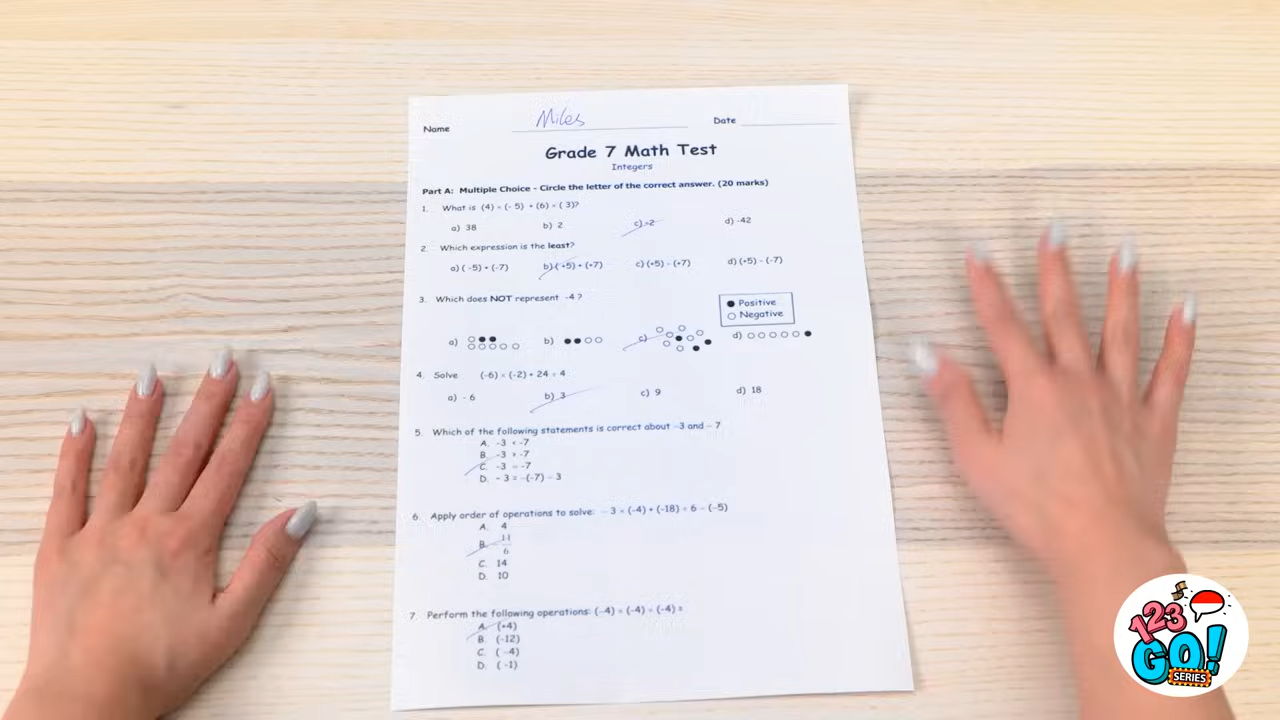 Name Miles Date
Grade 7 Math Test
Integers
Part A: Multiple Choice - Circle the letter of the correct answer. (20 marks)
1. What is (4) × (- 5) + (6) × ( 3)?
a) 38 b) 2 c) -2 d) -42
2. Which expression is the least?
a) ( -5) + (-7) b) ( +5) + (+7) c) (+5) - (+7) d) (+5) - (-7)
3. Which does NOT represent -4 ?
Positive
Negative
a) b) c) d)
4. Solve (-6) × (-2) + 24 ÷ 4
a) - 6 b) 3 c) 9 d) 18
5. Which of the following statements is correct about -3 and - 7
A. -3 < -7
B. -3 > -7
C. -3 = -7
D. - 3 = -(-7) - 3
6. Apply order of operations to solve: - 3 × (-4) + (-18) ÷ 6 - (-5)
A. 4
B. 11
6
C. 14
D. 10
7. Perform the following operations: (-4) × (-4) ÷ (-4) =
A. (+4)
B. (-12)
C. ( -4)
D. ( -1)
123
GO!
SERIES